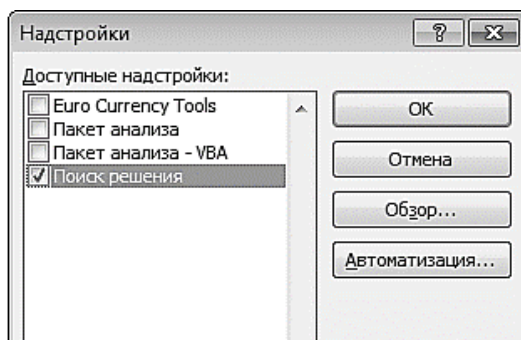 Надстройки
Доступные надстройки:
Euro Currency Tools
Пакет анализа
Пакет анализа - VBA
Поиск решения
ОК
Отмена
Обзор...
Автоматизация...